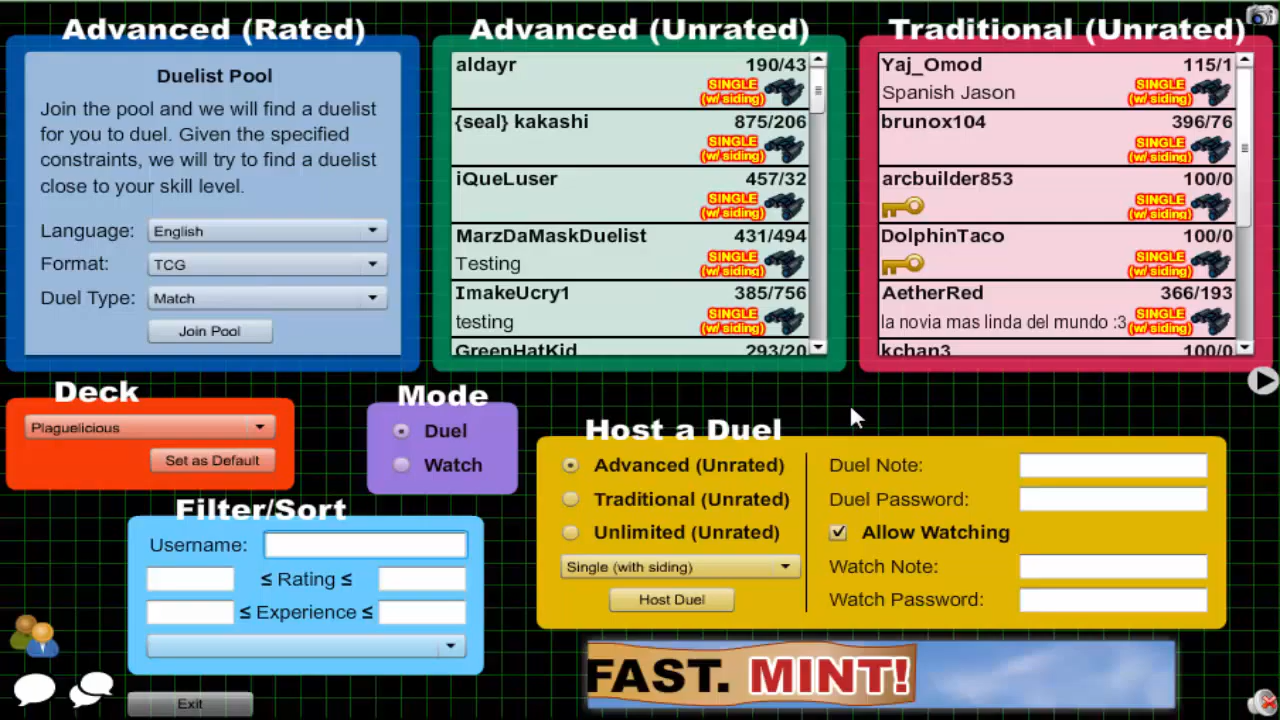 Advanced (Rated)
Duelist Pool
Join the pool and we will find a duelist
for you to duel. Given the specified
constraints, we will try to find a duelist
close to your skill level.
Language: English
Format: TCG
Duel Type: Match
Join Pool
Advanced (Unrated)
aldayr 190/43
SINGLE
(w/ siding)
{seal} kakashi 875/206
SINGLE
(w/ siding)
iQueLuser 457/32
SINGLE
(w/ siding)
MarzDaMaskDuelist 431/494
Testing SINGLE
(w/ siding)
ImakeUcry1 385/756
testing SINGLE
(w/ siding)
GreenHatKid 293/20
Traditional (Unrated)
Yaj_Omod 115/1
Spanish Jason SINGLE
(w/ siding)
brunox104 396/76
SINGLE
(w/ siding)
arcbuilder853 100/0
SINGLE
(w/ siding)
DolphinTaco 100/0
SINGLE
(w/ siding)
AetherRed 366/193
la novia mas linda del mundo :3 SINGLE
(w/ siding)
kchan3 100/0
Deck
Plaguelicious
Set as Default
Mode
Duel
Watch
Filter/Sort
Username:
≤ Rating ≤
≤ Experience ≤
Exit
Host a Duel
Advanced (Unrated)
Traditional (Unrated)
Unlimited (Unrated)
Single (with siding)
Host Duel
Duel Note:
Duel Password:
Allow Watching
Watch Note:
Watch Password:
FAST. MINT!